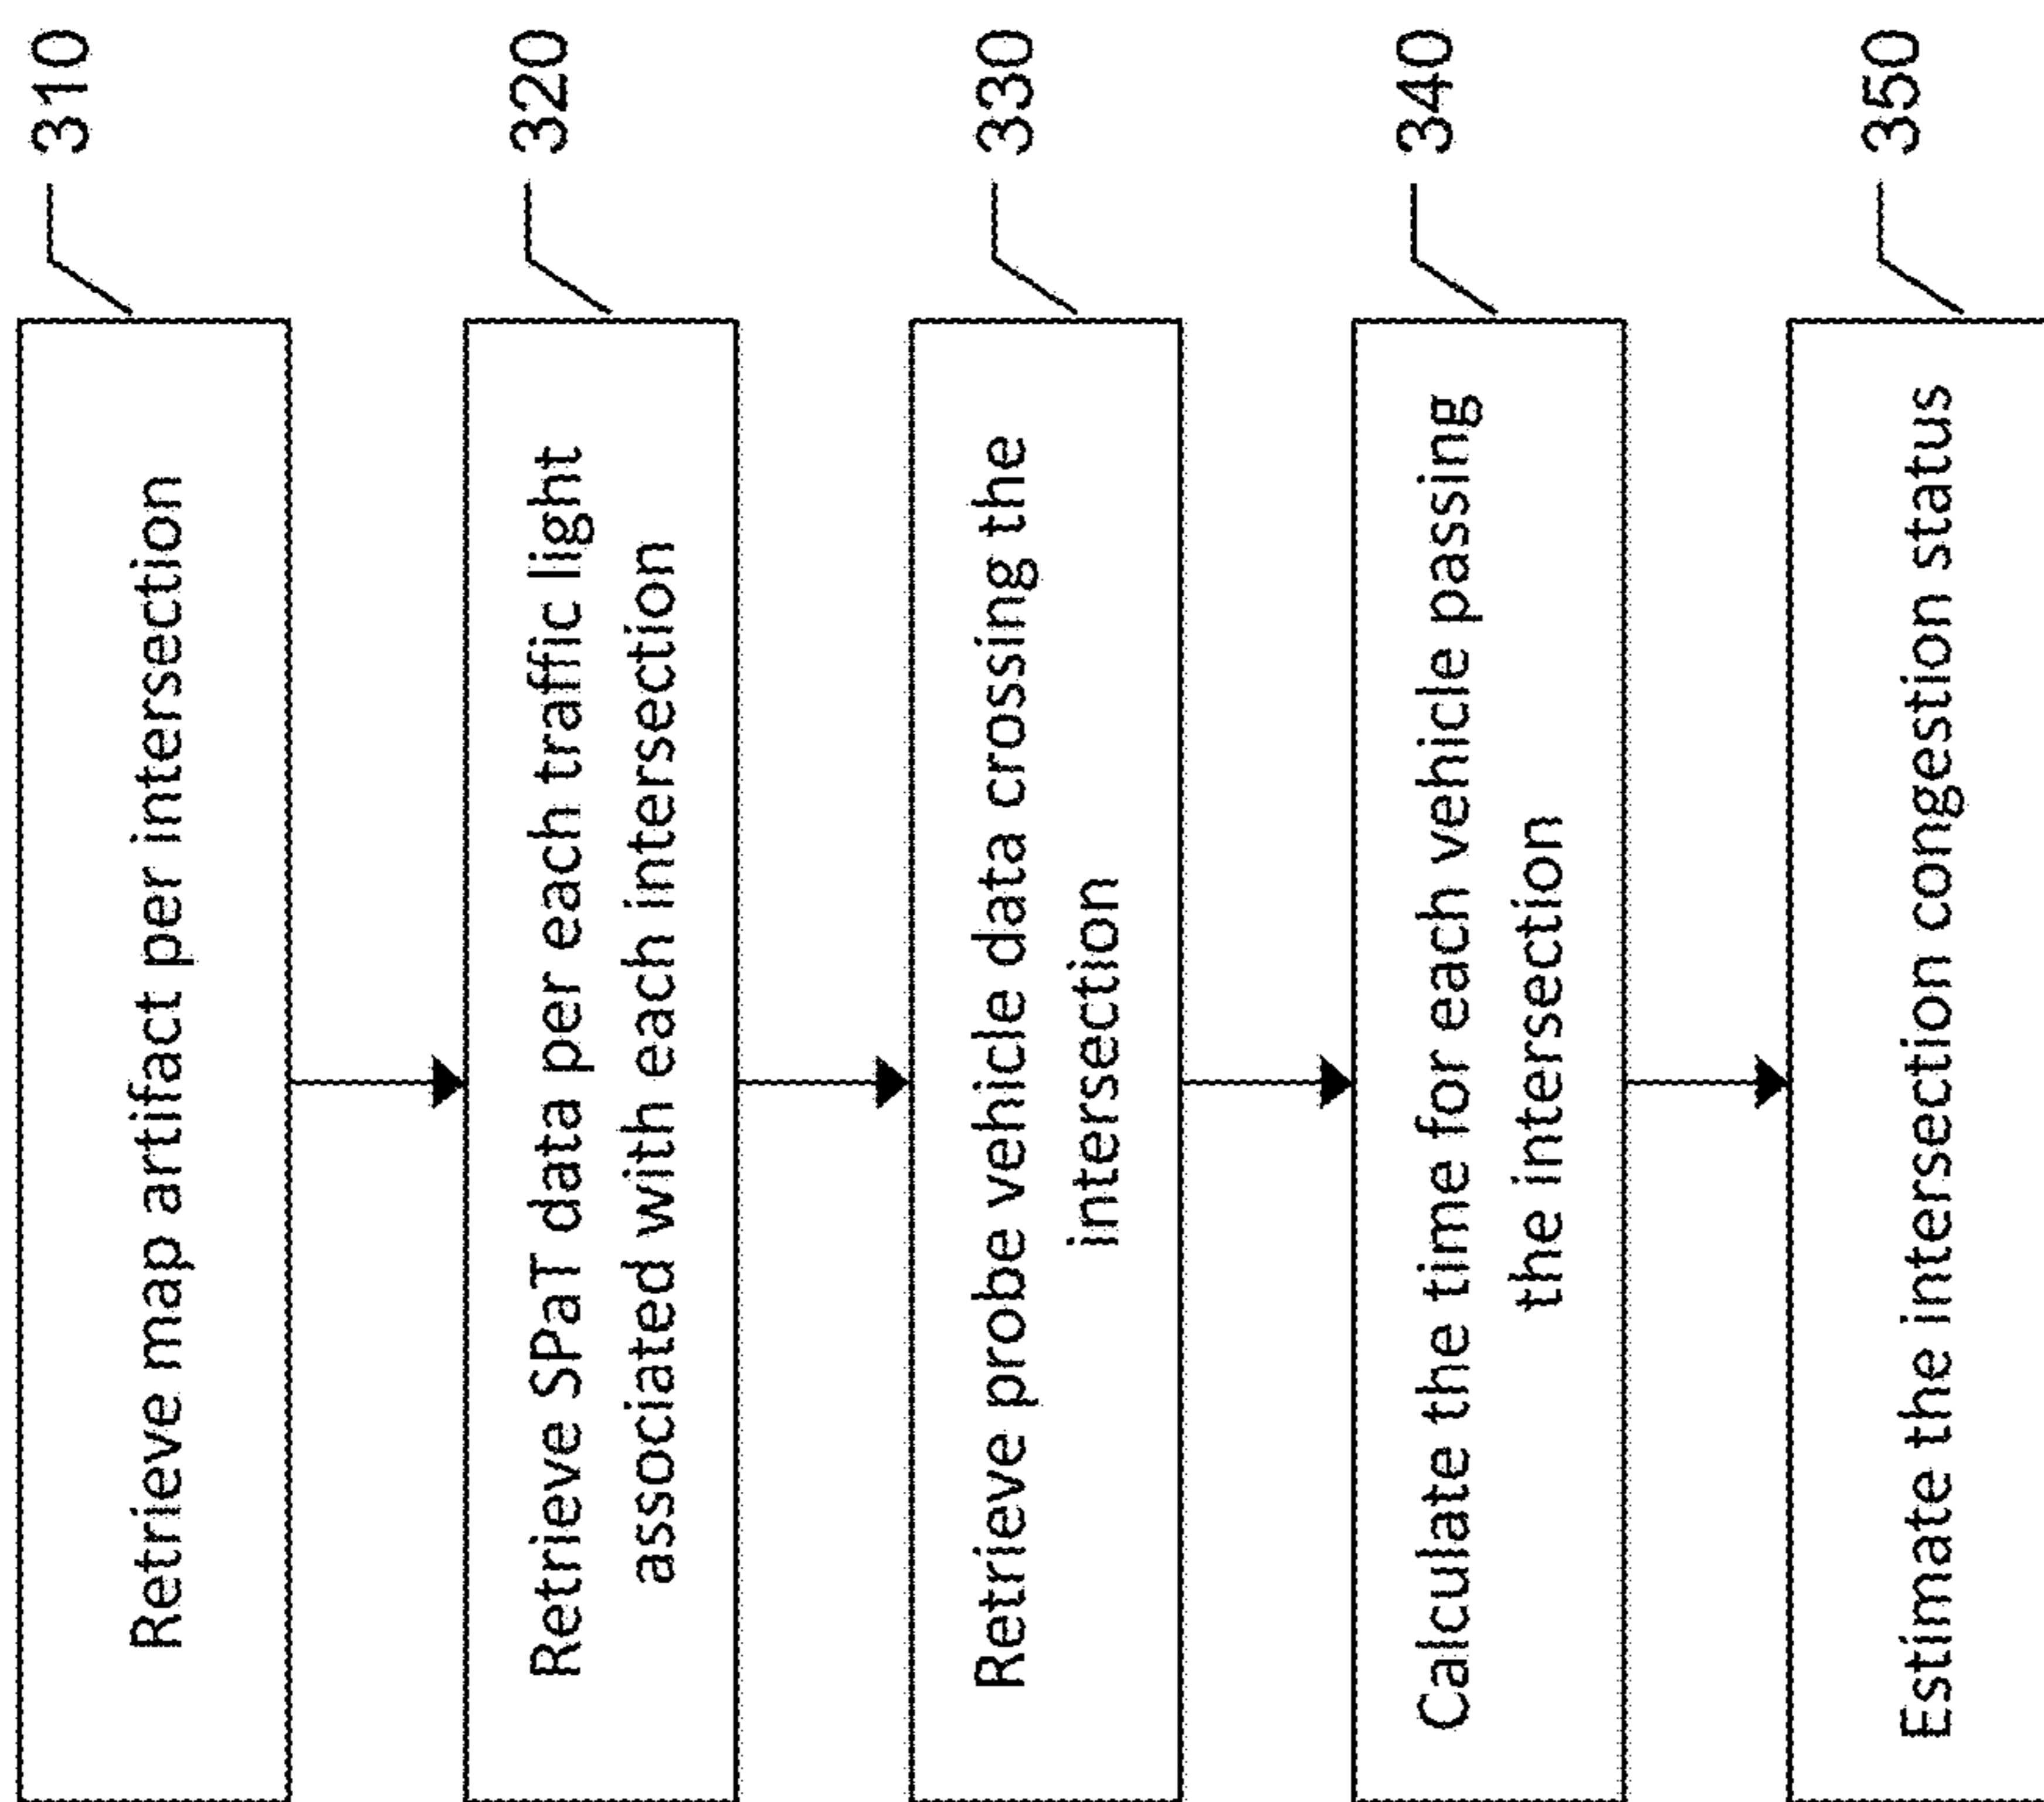 310
Retrieve map artifact per intersection
320
Retrieve SPaT data per each traffic light
associated with each intersection
330
Retrieve probe vehicle data crossing the
intersection
340
Calculate the time for each vehicle passing
the intersection
350
Estimate the intersection congestion status